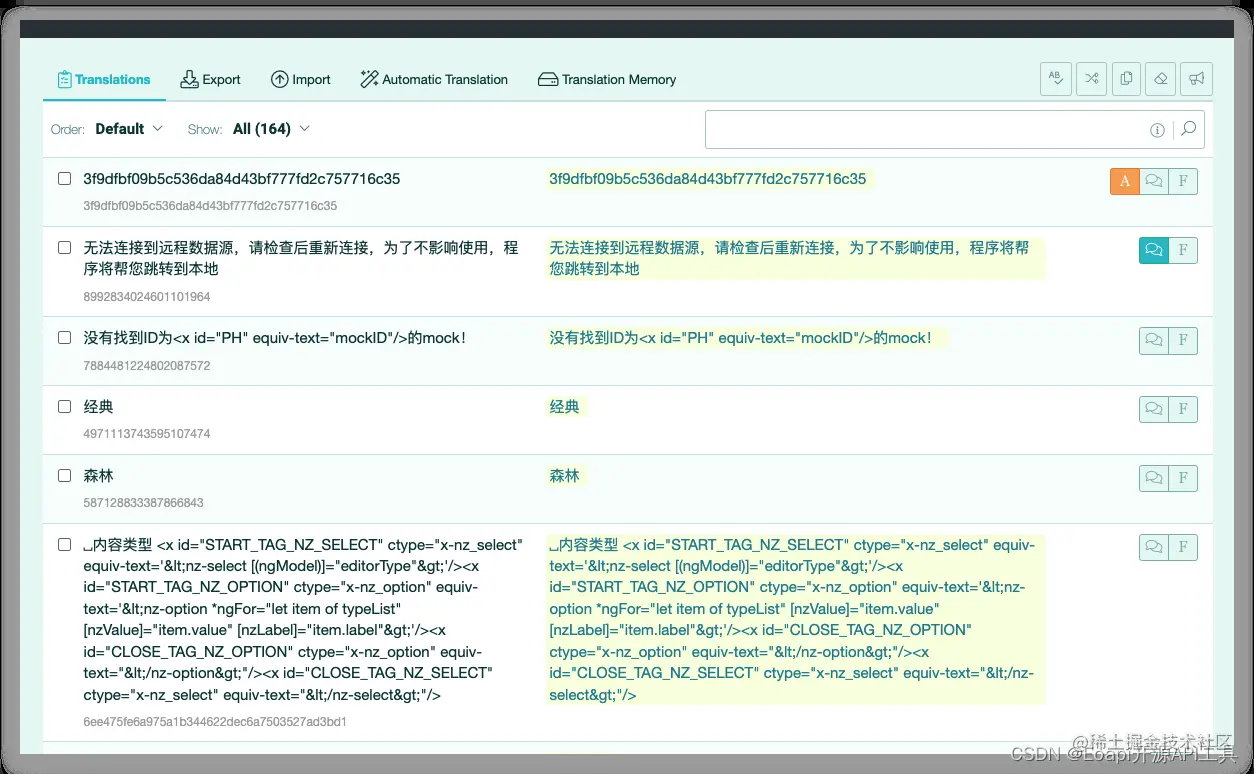 Translations Export Import Automatic Translation Translation Memory AB
Order: Default Show: All (164)
3f9dfbf09b5c536da84d43bf777fd2c757716c35 3f9dfbf09b5c536da84d43bf777fd2c757716c35 A F
3f9dfbf09b5c536da84d43bf777fd2c757716c35
无法连接到远程数据源，请检查后重新连接，为了不影响使用，程
序将帮您跳转到本地
无法连接到远程数据源，请检查后重新连接，为了不影响使用，程序将帮
您跳转到本地
F
8992834024601101964
没有找到ID为<x id="PH" equiv-text="mockID"/>的mock！ 没有找到ID为<x id="PH" equiv-text="mockID"/>的mock！ F
7884481224802087572
经典 经典 F
4971113743595107474
森林 森林 F
587128833387866843
␣内容类型 <x id="START_TAG_NZ_SELECT" ctype="x-nz_select"
equiv-text='&lt;nz-select [(ngModel)]="editorType"&gt;'/><x
id="START_TAG_NZ_OPTION" ctype="x-nz_option" equiv-
text='&lt;nz-option *ngFor="let item of typeList"
[nzValue]="item.value" [nzLabel]="item.label"&gt;'/><x
id="CLOSE_TAG_NZ_OPTION" ctype="x-nz_option" equiv-
text="&lt;/nz-option&gt;"/><x id="CLOSE_TAG_NZ_SELECT"
ctype="x-nz_select" equiv-text="&lt;/nz-select&gt;"/>
␣内容类型 <x id="START_TAG_NZ_SELECT" ctype="x-nz_select" equiv-
text='&lt;nz-select [(ngModel)]="editorType"&gt;'/><x
id="START_TAG_NZ_OPTION" ctype="x-nz_option" equiv-text='&lt;nz-
option *ngFor="let item of typeList" [nzValue]="item.value"
[nzLabel]="item.label"&gt;'/><x id="CLOSE_TAG_NZ_OPTION"
ctype="x-nz_option" equiv-text="&lt;/nz-option&gt;"/><x
id="CLOSE_TAG_NZ_SELECT" ctype="x-nz_select" equiv-text="&lt;/nz-
select&gt;"/>
F
6ee475fe6a975a1b344622dec6a7503527ad3bd1
@稀土掘金技术社区
CSDN @Eoapi开源API工具